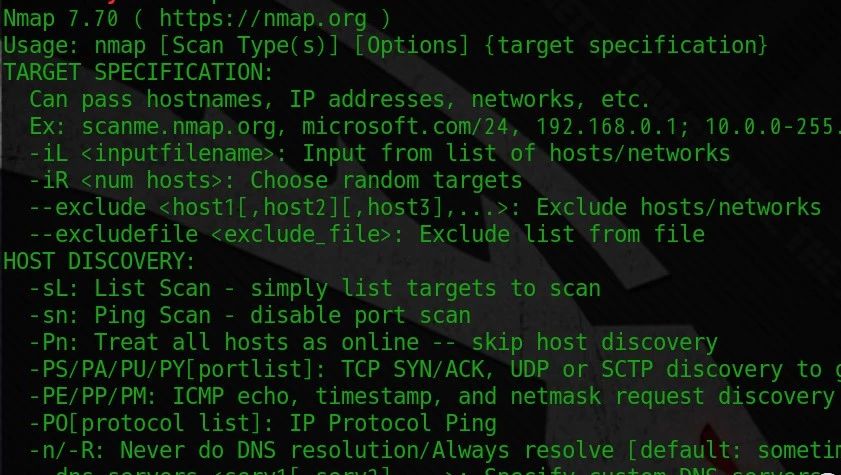 Nmap 7.70 ( https://nmap.org )
Usage: nmap [Scan Type(s)] [Options] {target specification}
TARGET SPECIFICATION:
  Can pass hostnames, IP addresses, networks, etc.
  Ex: scanme.nmap.org, microsoft.com/24, 192.168.0.1; 10.0.0-255.
  -iL <inputfilename>: Input from list of hosts/networks
  -iR <num hosts>: Choose random targets
  --exclude <host1[,host2][,host3],...>: Exclude hosts/networks
  --excludefile <exclude_file>: Exclude list from file
HOST DISCOVERY:
  -sL: List Scan - simply list targets to scan
  -sn: Ping Scan - disable port scan
  -Pn: Treat all hosts as online -- skip host discovery
  -PS/PA/PU/PY[portlist]: TCP SYN/ACK, UDP or SCTP discovery to g
  -PE/PP/PM: ICMP echo, timestamp, and netmask request discovery
  -PO[protocol list]: IP Protocol Ping
  -n/-R: Never do DNS resolution/Always resolve [default: sometim